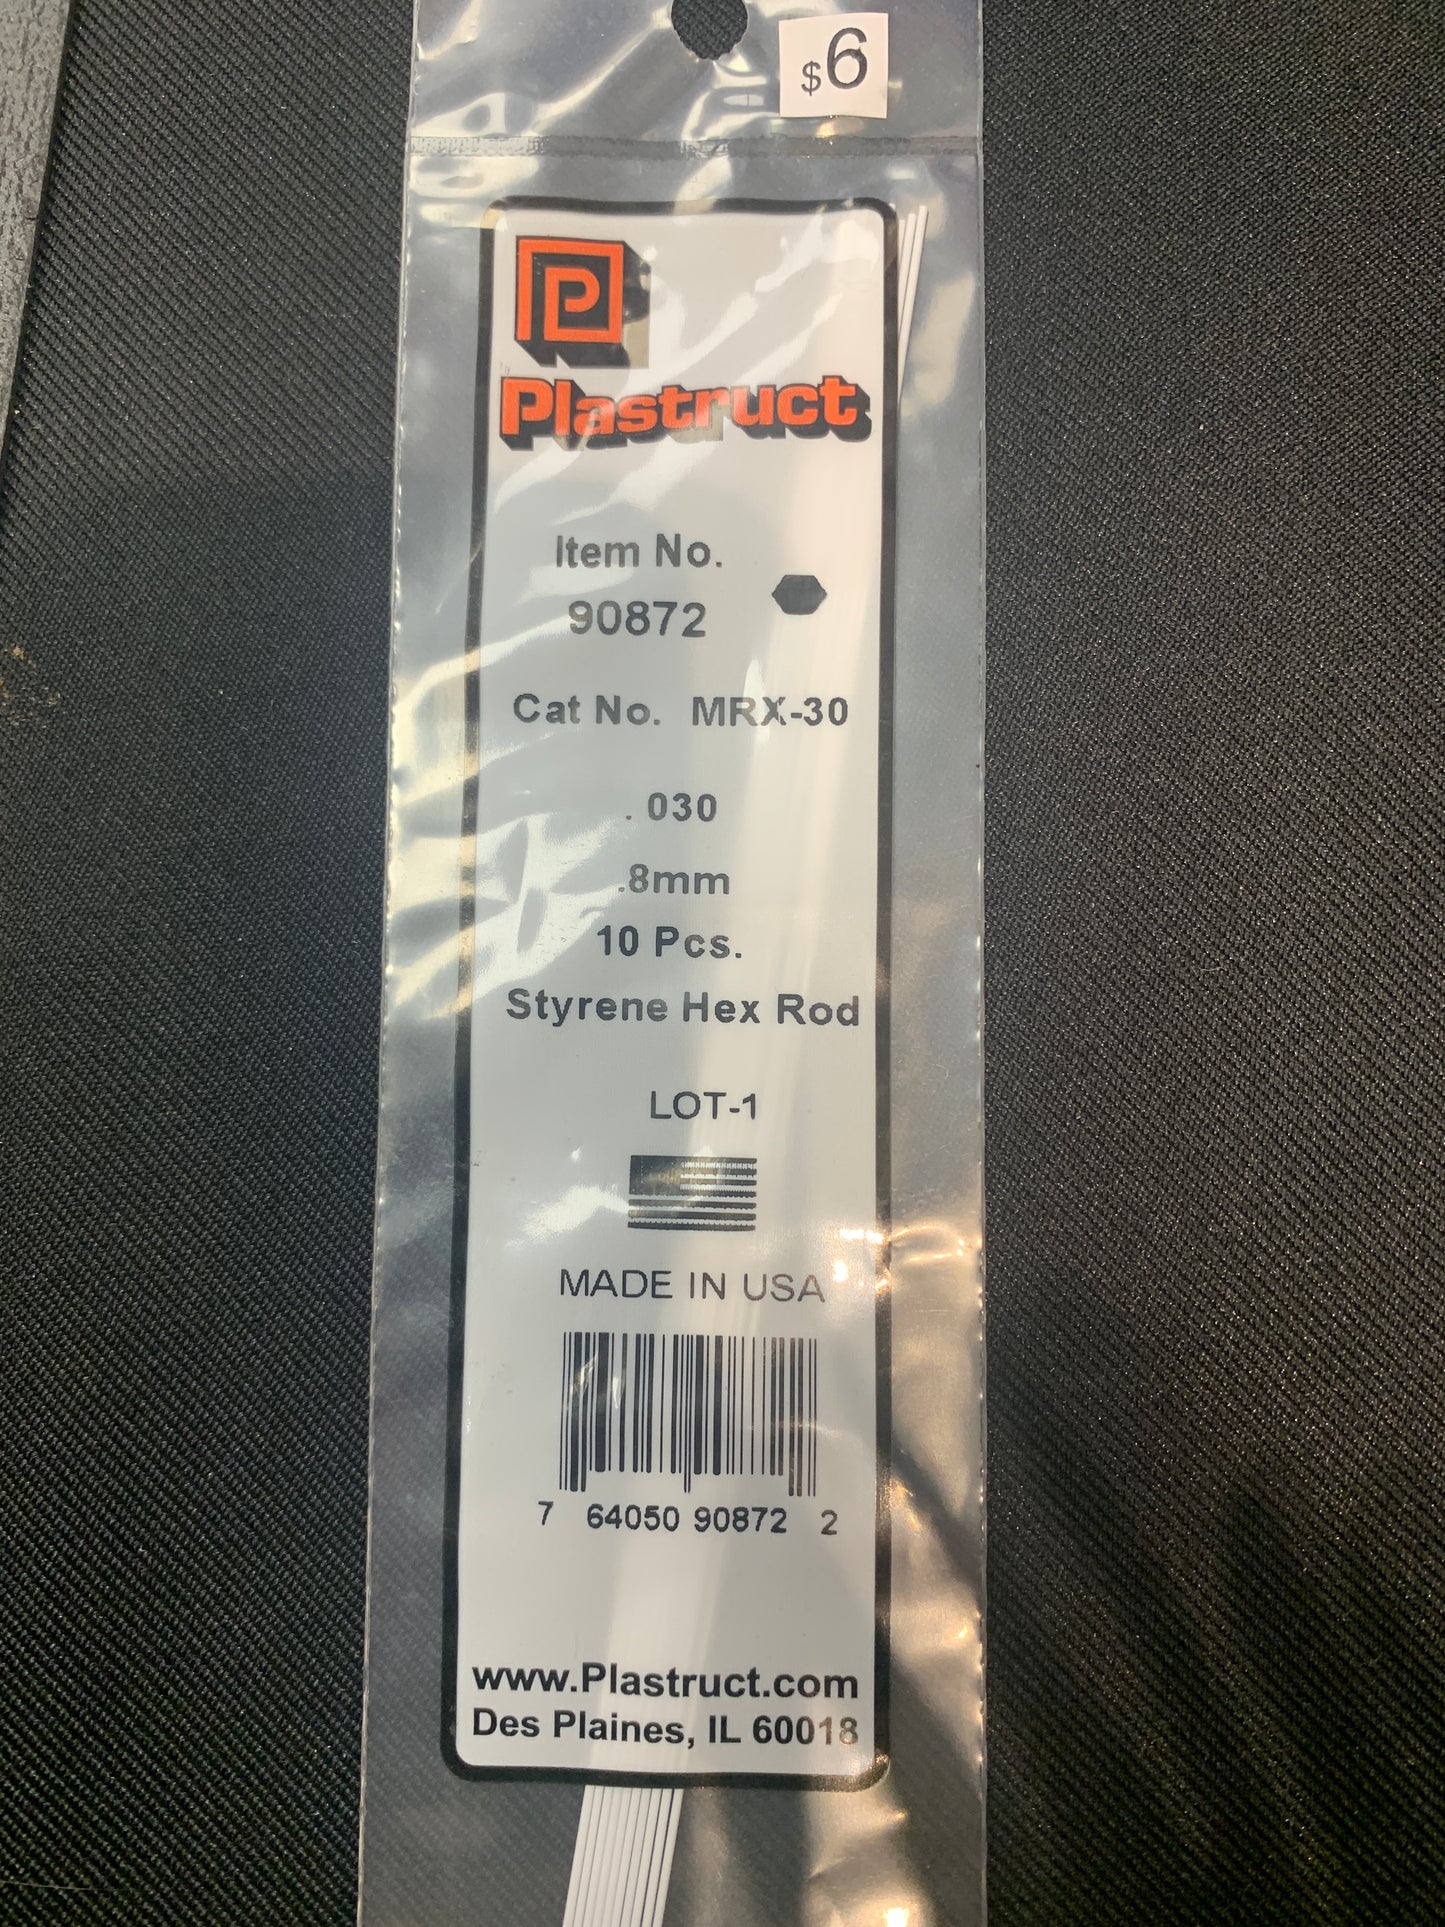 $6
P
Plastruct
Item No.
90872
Cat No. MRX-30
.030
.8mm
10 Pcs.
Styrene Hex Rod
LOT-1
MADE IN USA
7 64050 90872 2
www.Plastruct.com
Des Plaines, IL 60018